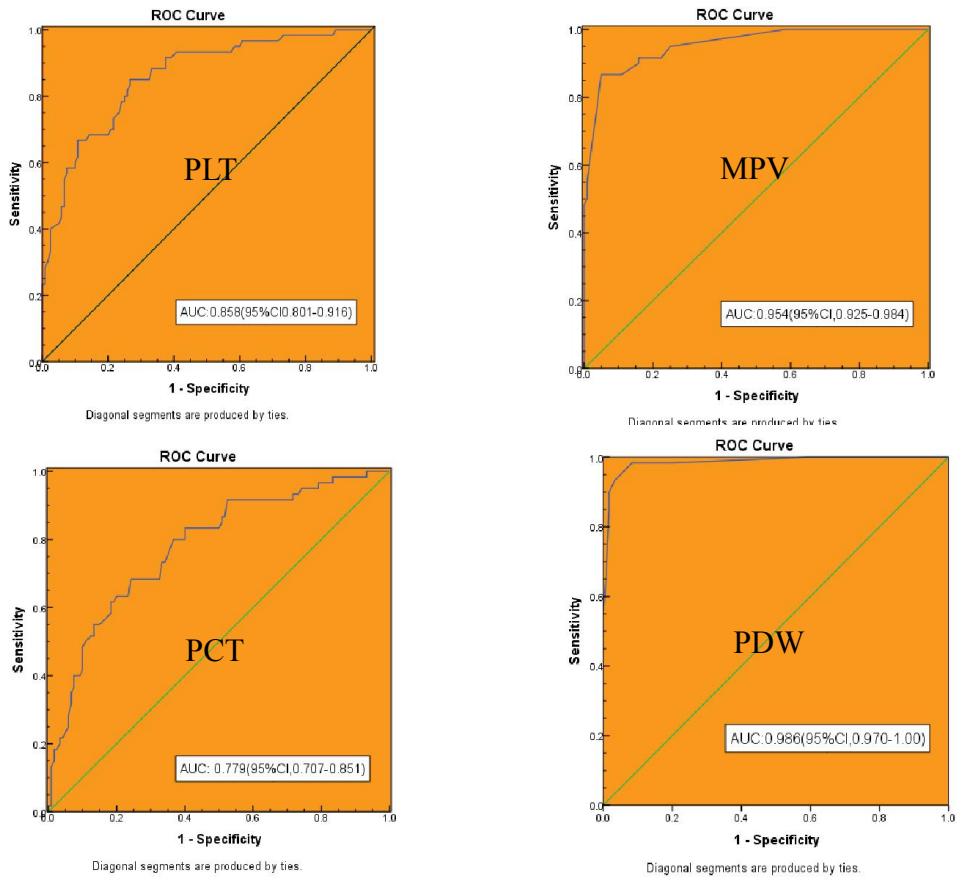 ROC Curve
1.0
0.8
0.6
0.4
0.2
0.0
Sensitivity
PLT
AUC:0.858(95%CI0.801-0.916)
0.0 0.2 0.4 0.6 0.8 1.0
1 - Specificity
Diagonal segments are produced by ties.
ROC Curve
1.0
0.8
0.6
0.4
0.2
0.0
Sensitivity
MPV
AUC:0.954(95%CI,0.925-0.984)
0.0 0.2 0.4 0.6 0.8 1.0
1 - Specificity
Diagonal segments are produced by ties
ROC Curve
1.0
0.8
0.6
0.4
0.2
0.0
Sensitivity
PCT
AUC: 0.779(95%CI,0.707-0.851)
0.0 0.2 0.4 0.6 0.8 1.0
1 - Specificity
Diagonal segments are produced by ties.
ROC Curve
1.0
0.8
0.6
0.4
0.2
0.0
Sensitivity
PDW
AUC:0.986(95%CI,0.970-1.00)
0.0 0.2 0.4 0.6 0.8 1.0
1 - Specificity
Diagonal segments are produced by ties.